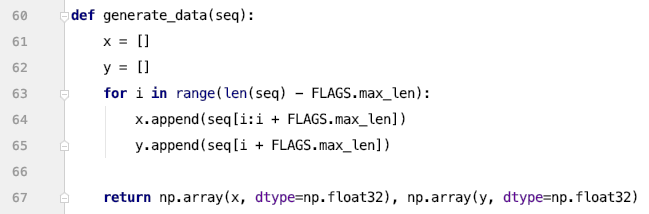 60 def generate_data(seq):
61     x = []
62     y = []
63     for i in range(len(seq) - FLAGS.max_len):
64         x.append(seq[i:i + FLAGS.max_len])
65         y.append(seq[i + FLAGS.max_len])
66
67     return np.array(x, dtype=np.float32), np.array(y, dtype=np.float32)